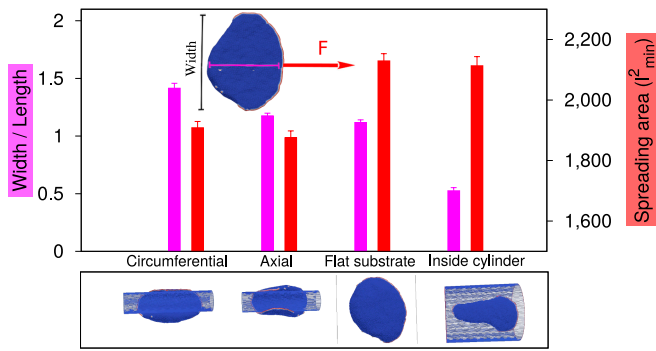 2
1.5
1
0.5
0
Width / Length
Width
F
2,200
2,000
1,800
1,600
Spreading area (l²min)
Circumferential
Axial
Flat substrate
Inside cylinder